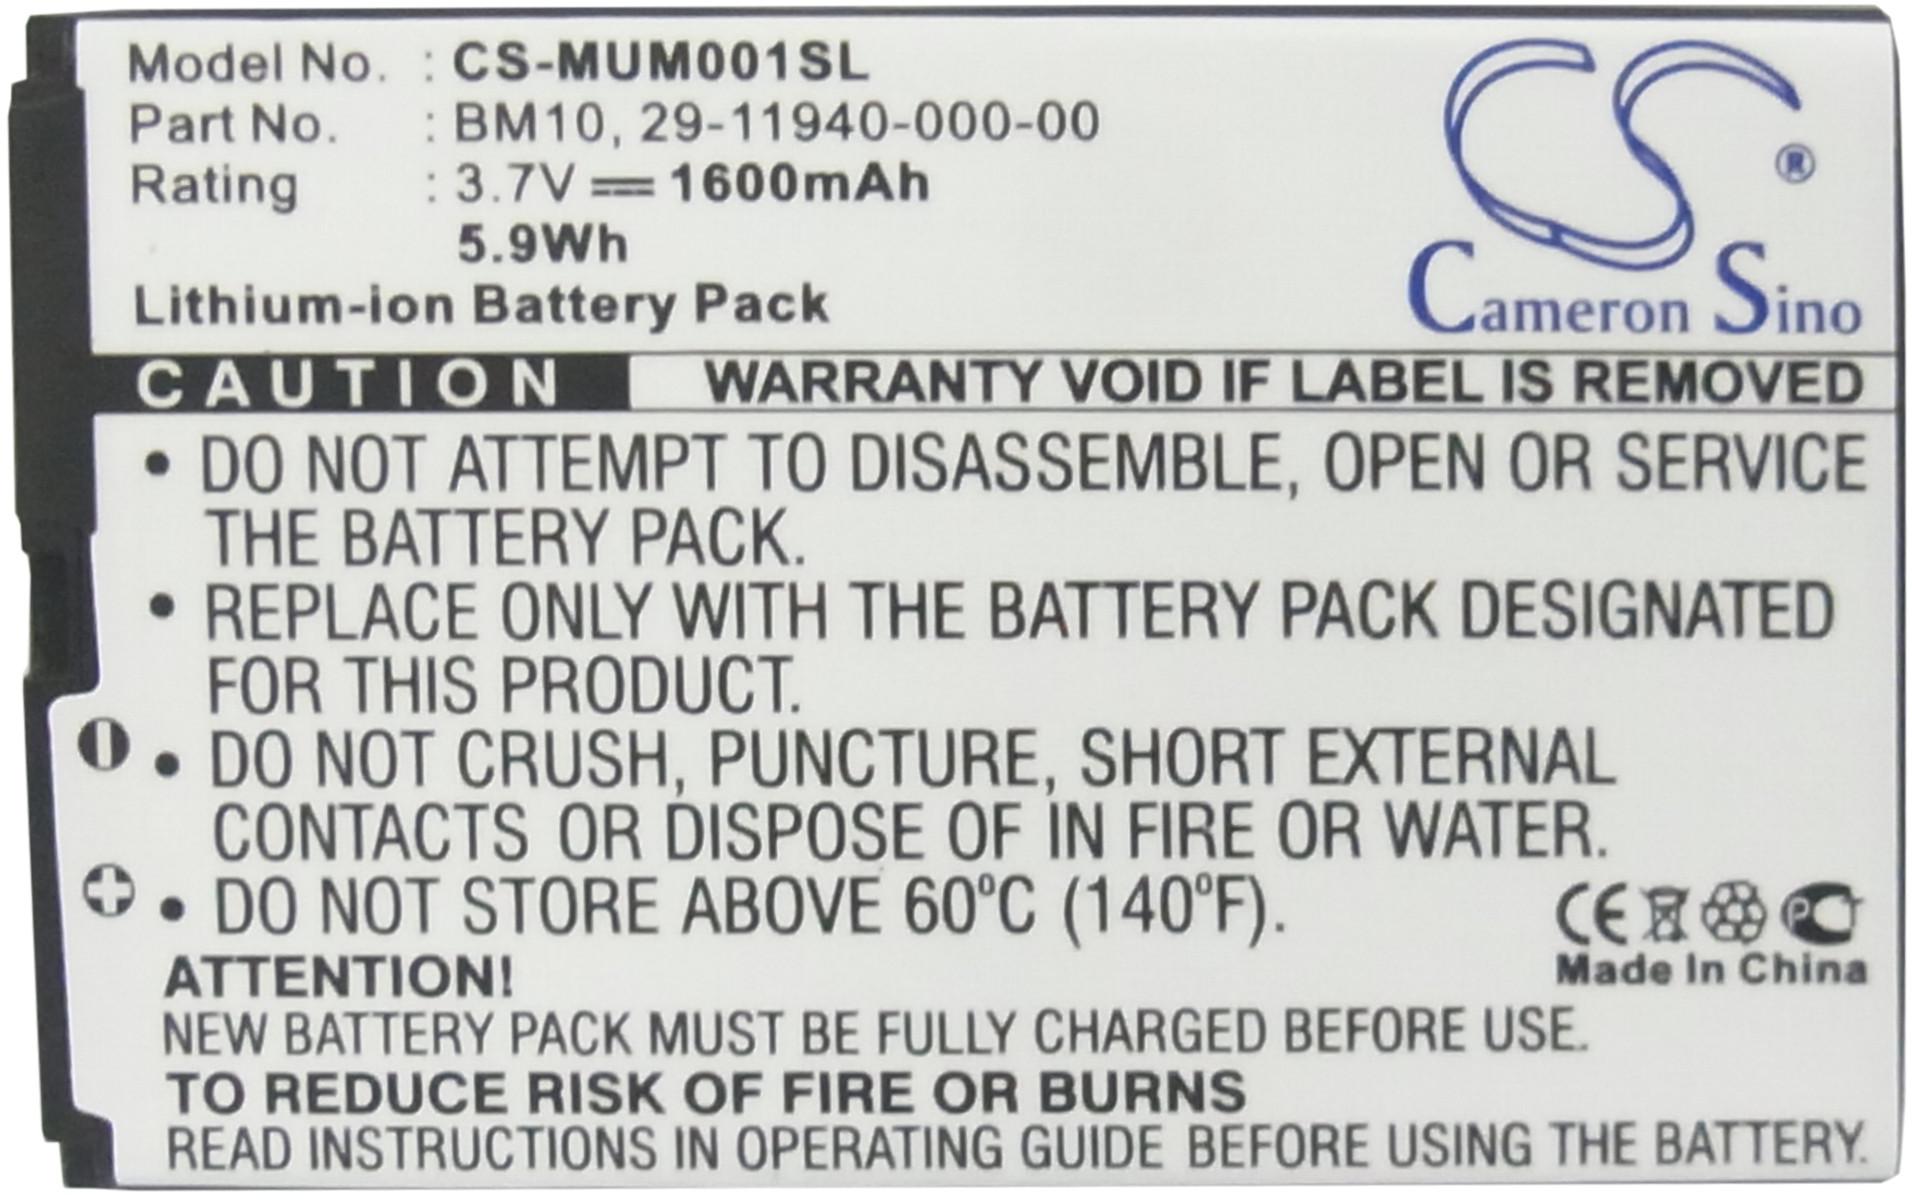 Model No. : CS-MUM001SL
Part No. : BM10, 29-11940-000-00
Rating : 3.7V 1600mAh
5.9Wh
Lithium-ion Battery Pack
CS ®
Cameron Sino
CAUTION WARRANTY VOID IF LABEL IS REMOVED
• DO NOT ATTEMPT TO DISASSEMBLE, OPEN OR SERVICE
THE BATTERY PACK.
• REPLACE ONLY WITH THE BATTERY PACK DESIGNATED
FOR THIS PRODUCT.
• DO NOT CRUSH, PUNCTURE, SHORT EXTERNAL
CONTACTS OR DISPOSE OF IN FIRE OR WATER.
• DO NOT STORE ABOVE 60°C (140°F).
CE PC
Made In China
ATTENTION!
NEW BATTERY PACK MUST BE FULLY CHARGED BEFORE USE.
TO REDUCE RISK OF FIRE OR BURNS
READ INSTRUCTIONS IN OPERATING GUIDE BEFORE USING THE BATTERY.